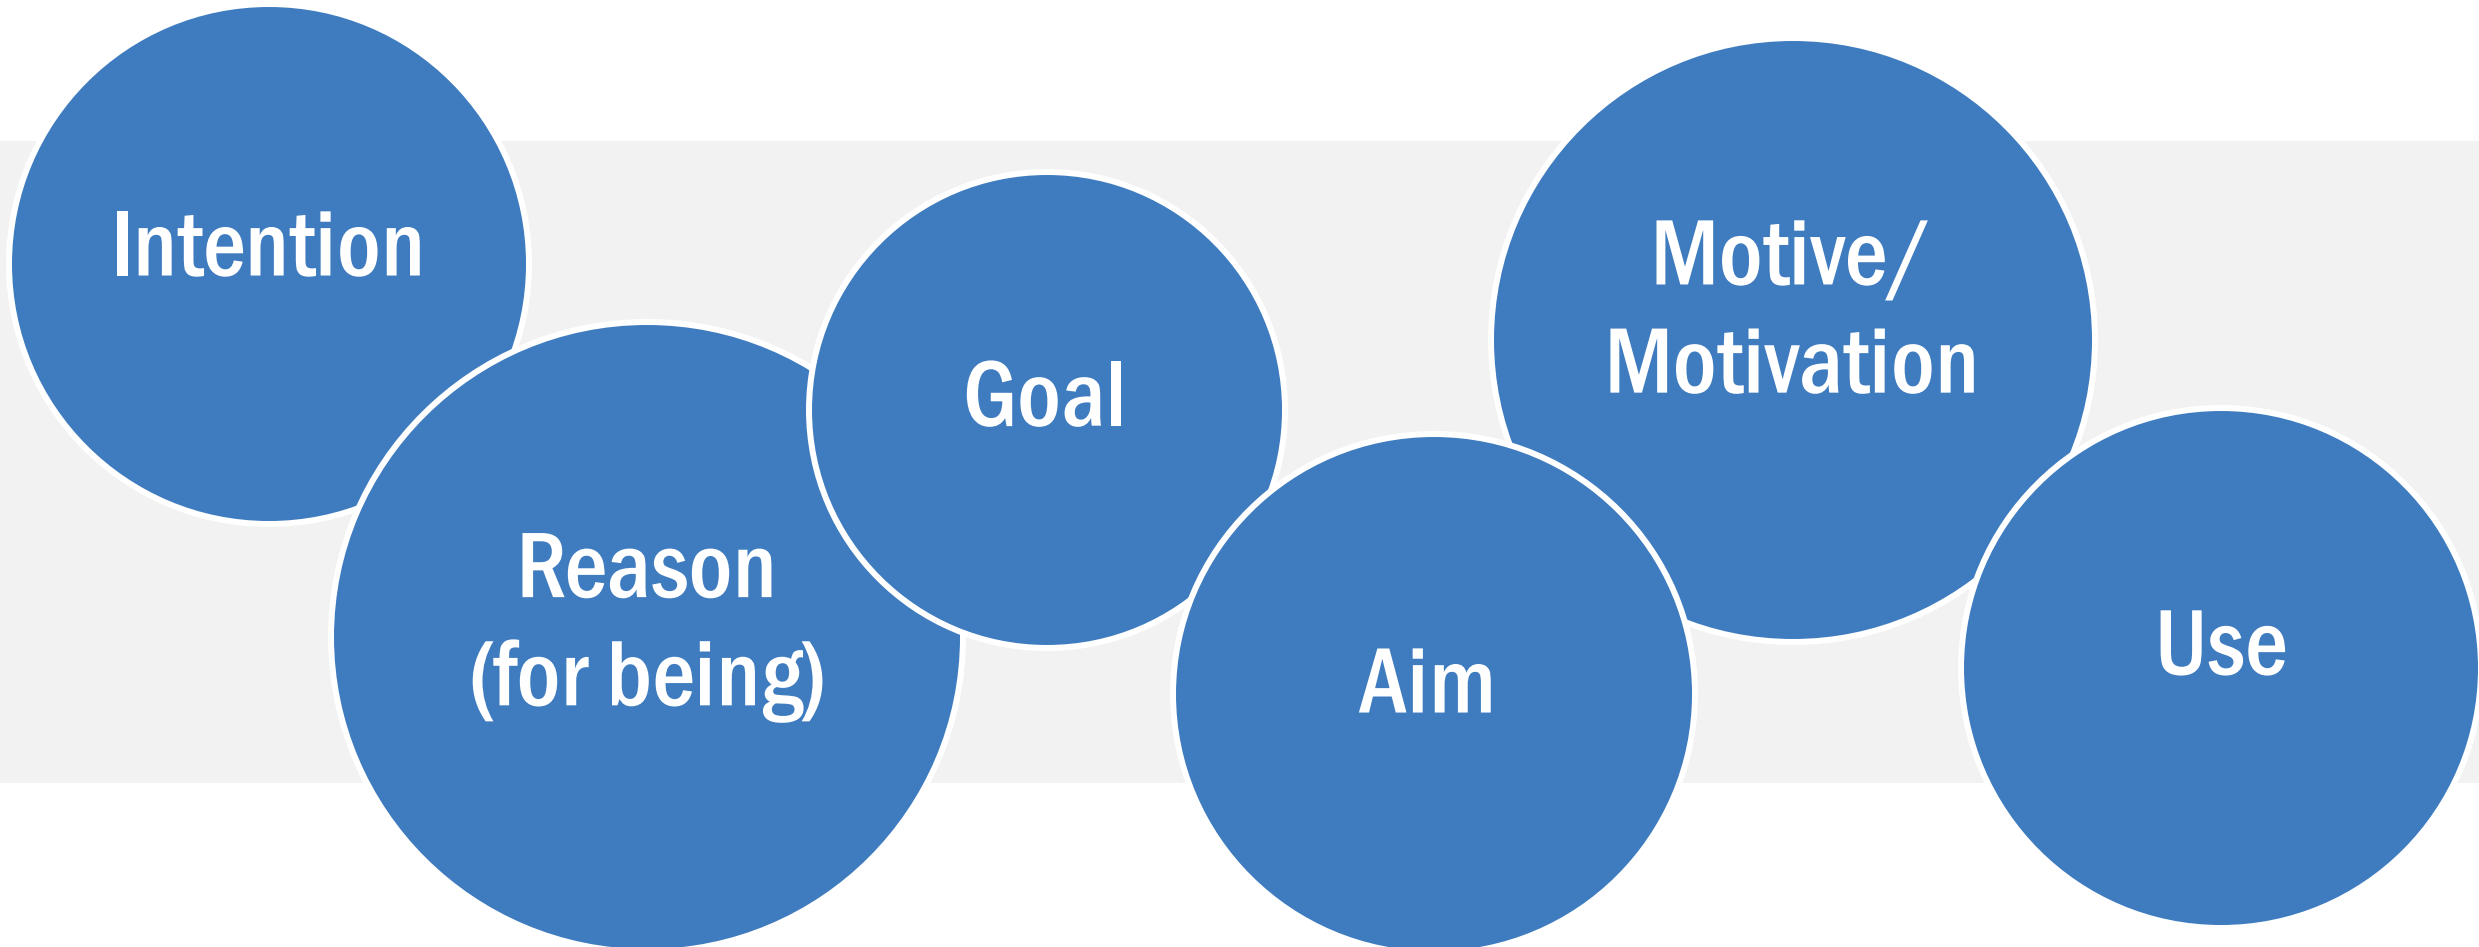 Intention
Reason
(for being)
Goal
Aim
Motive/
Motivation
Use